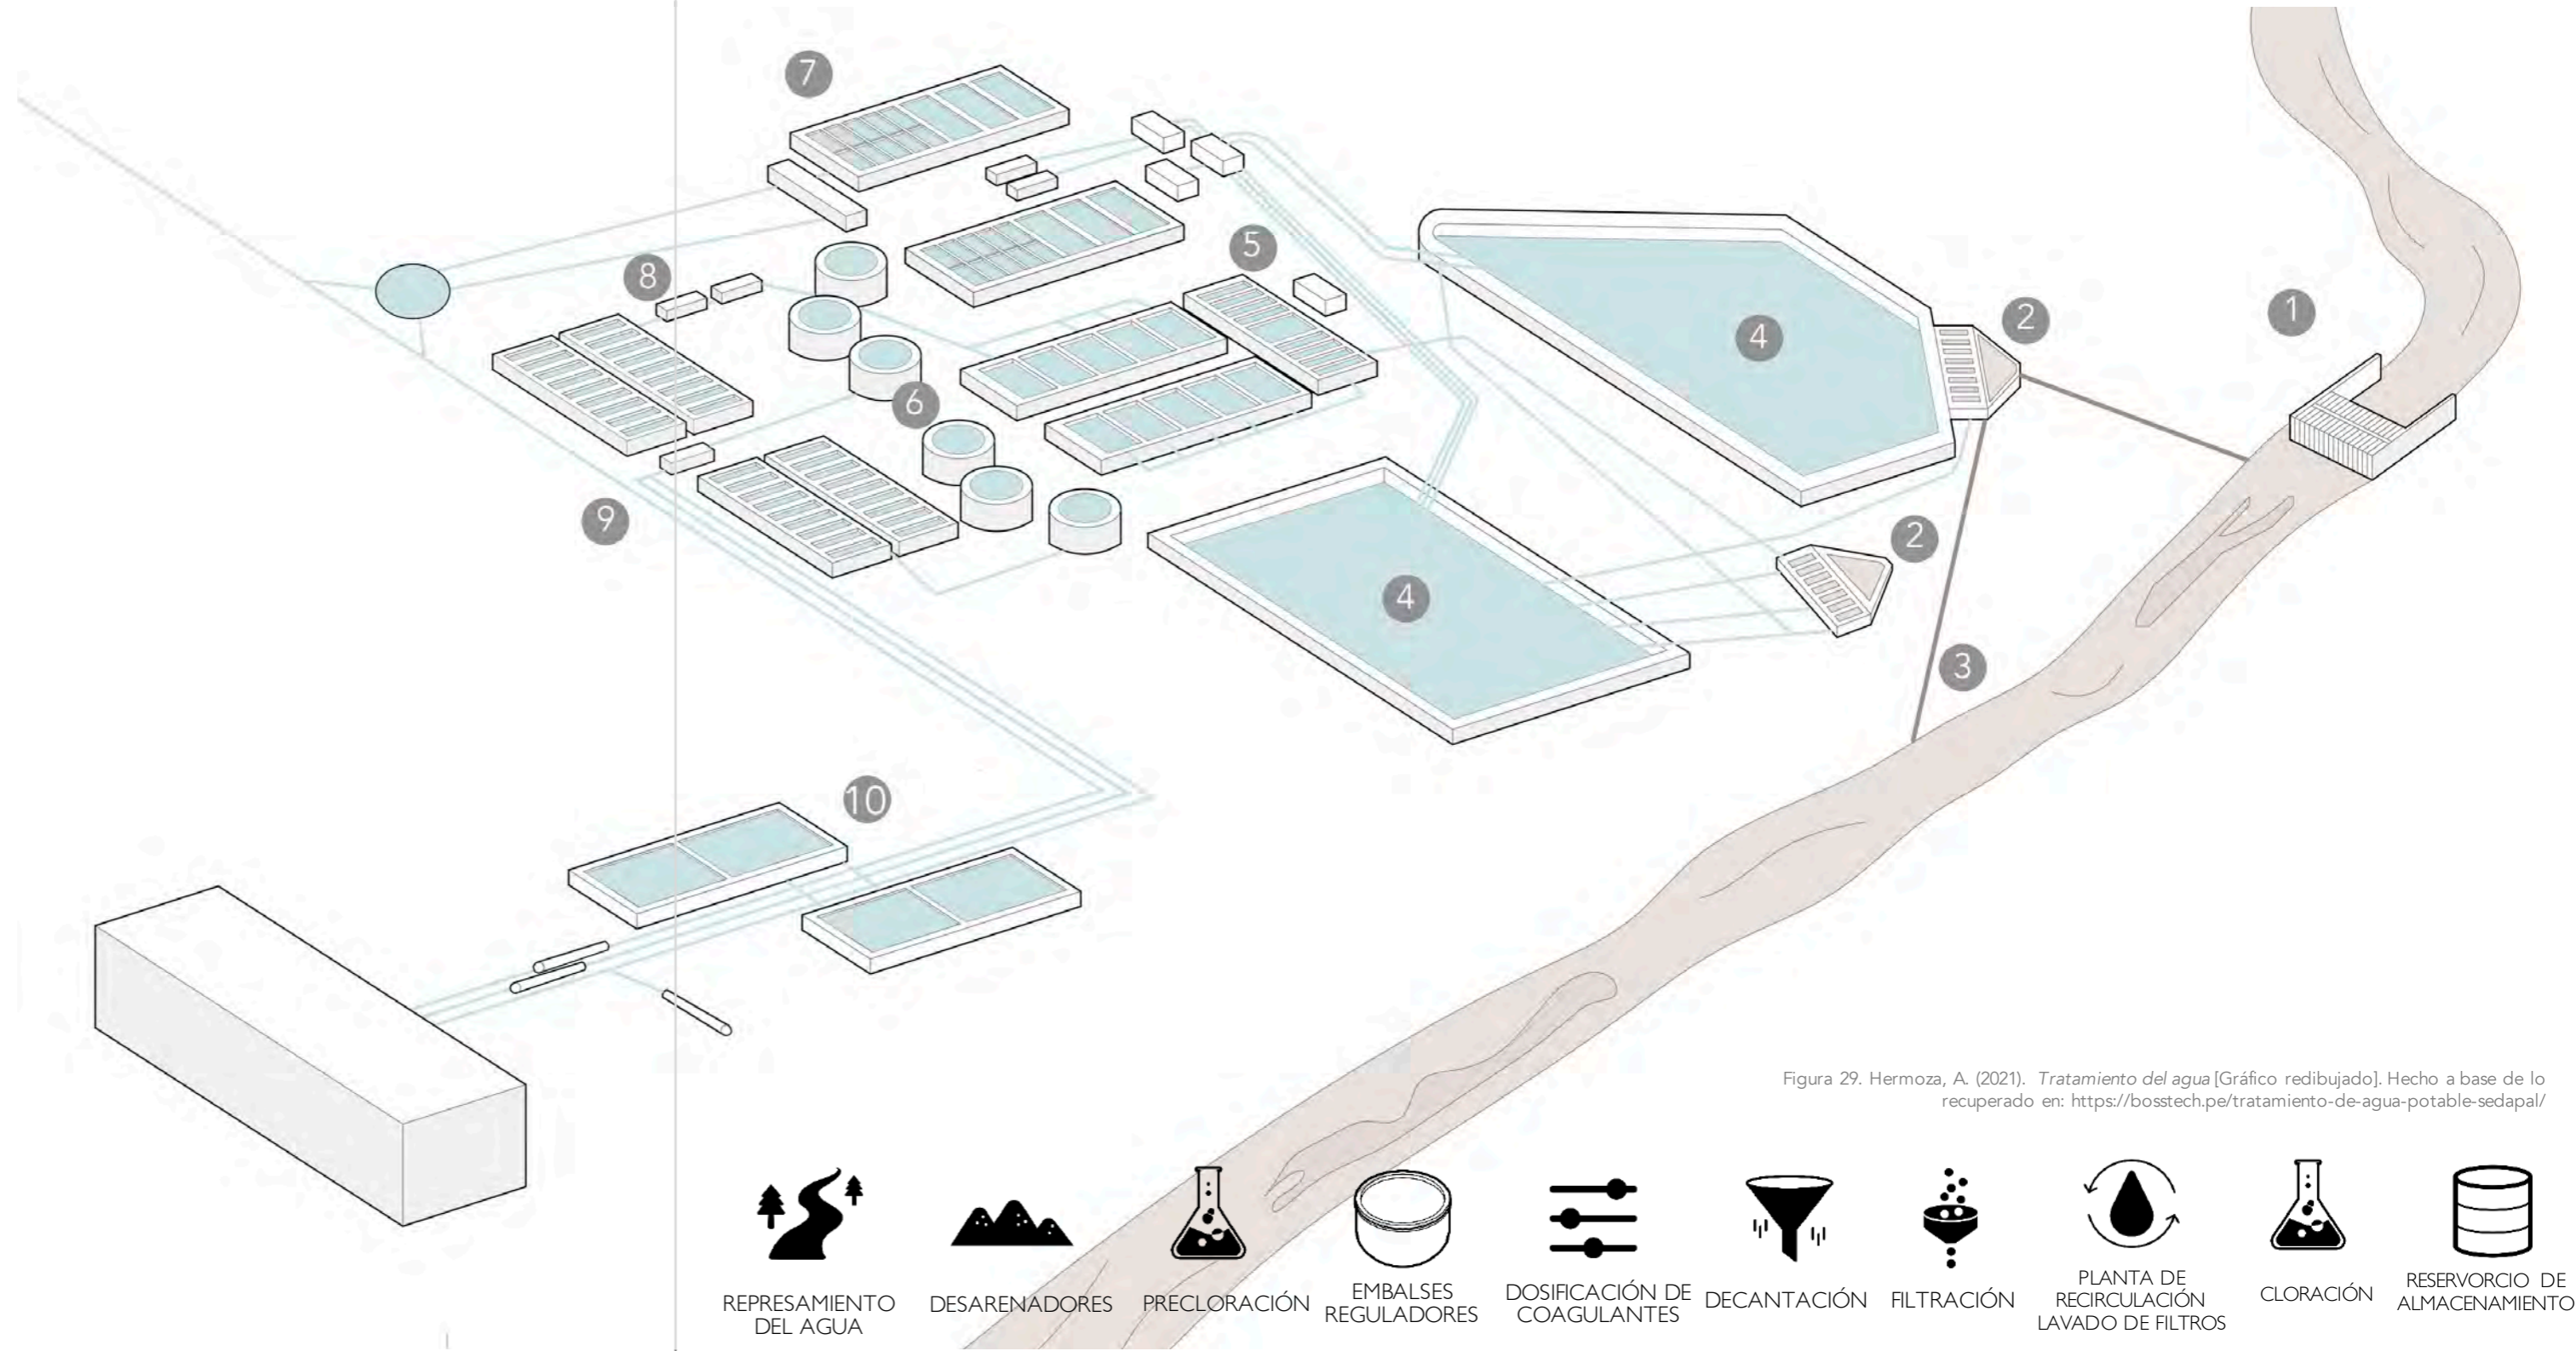 7
5
8
4
2
1
6
9
2
4
3
10
Figura 29. Hermoza, A. (2021). Tratamiento del agua [Gráfico redibujado]. Hecho a base de lo
recuperado en: https://bosstech.pe/tratamiento-de-agua-potable-sedapal/
REPRESAMIENTO
DEL AGUA
DESARENADORES
PRECLORACIÓN
EMBALSES
REGULADORES
DOSIFICACIÓN DE
COAGULANTES
DECANTACIÓN
FILTRACIÓN
PLANTA DE
RECIRCULACIÓN
LAVADO DE FILTROS
CLORACIÓN
RESERVORCIO DE
ALMACENAMIENTO